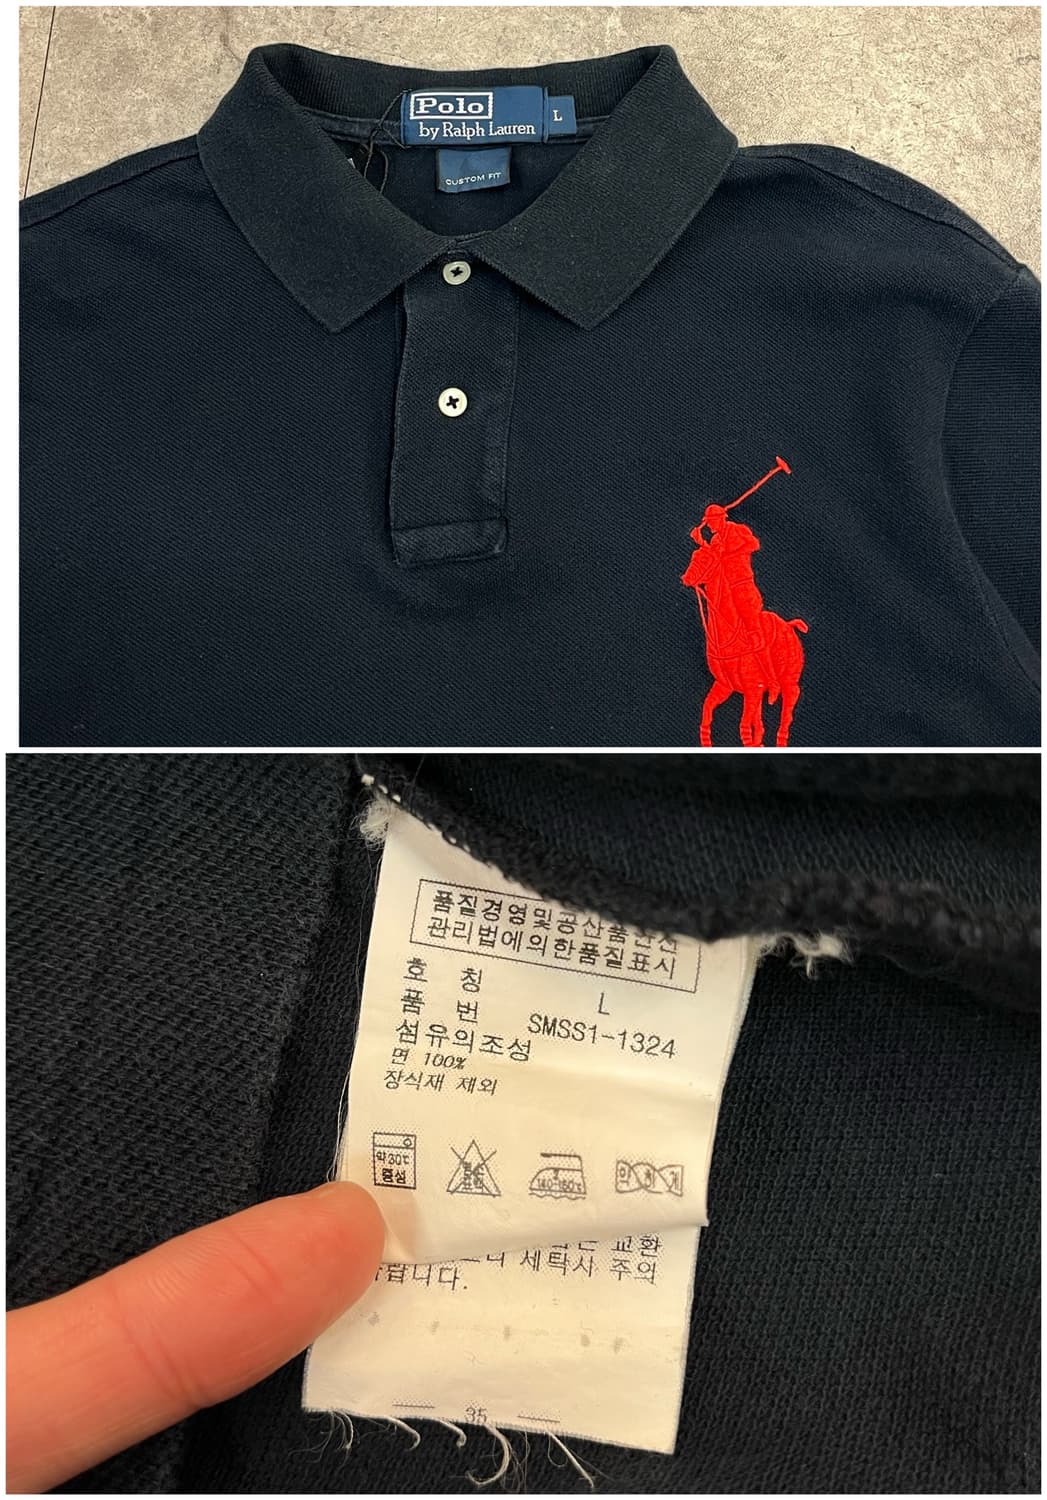 Polo
by Ralph Lauren
L
CUSTOM FIT
품질경영및공산품안전
관리법에의한품질표시
호 칭 L
품 번 SMSS1-1324
섬유의조성
면 100%
장식재 제외
약30℃
중성
140~160℃
약하게
교환
세탁사 주의
랍니다.
35